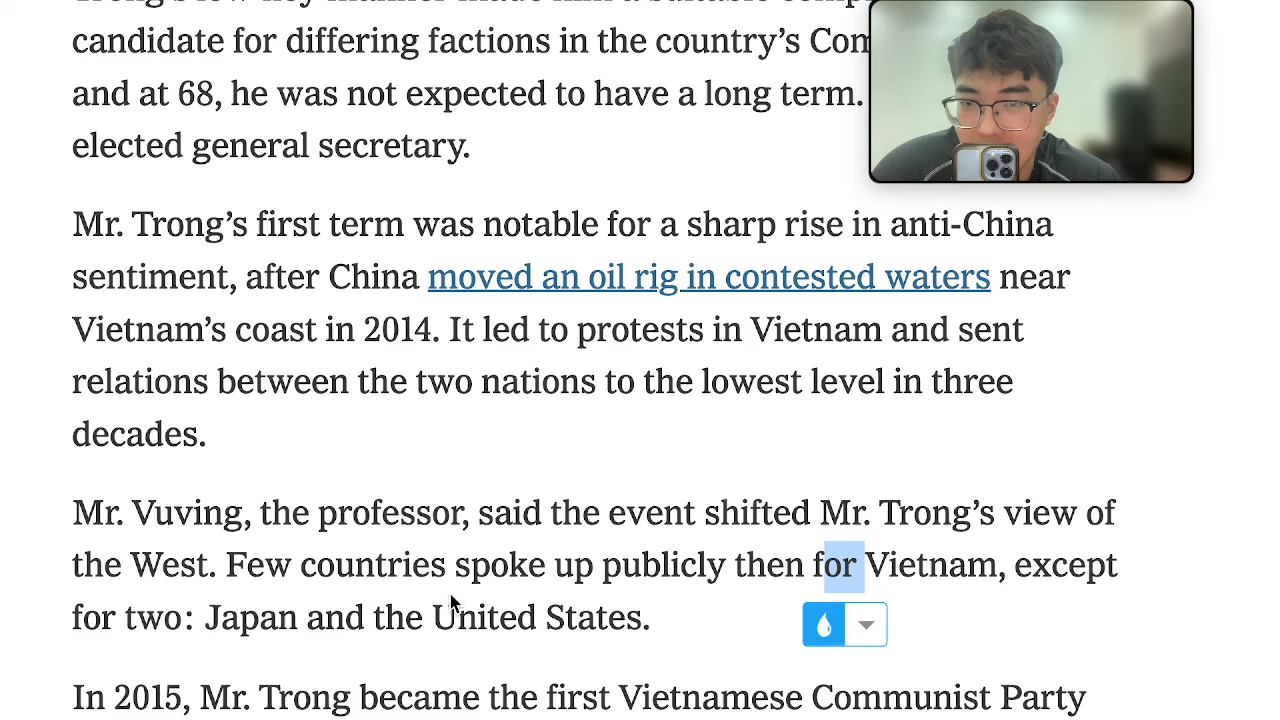 candidate for differing factions in the country's
and at 68, he was not expected to have a long term.
elected general secretary.
Mr. Trong's first term was notable for a sharp rise in anti-China
sentiment, after China moved an oil rig in contested waters near
Vietnam's coast in 2014. It led to protests in Vietnam and sent
relations between the two nations to the lowest level in three
decades.
Mr. Vuving, the professor, said the event shifted Mr. Trong's view of
the West. Few countries spoke up publicly then for Vietnam, except
for two: Japan and the United States.
In 2015, Mr. Trong became the first Vietnamese Communist Party